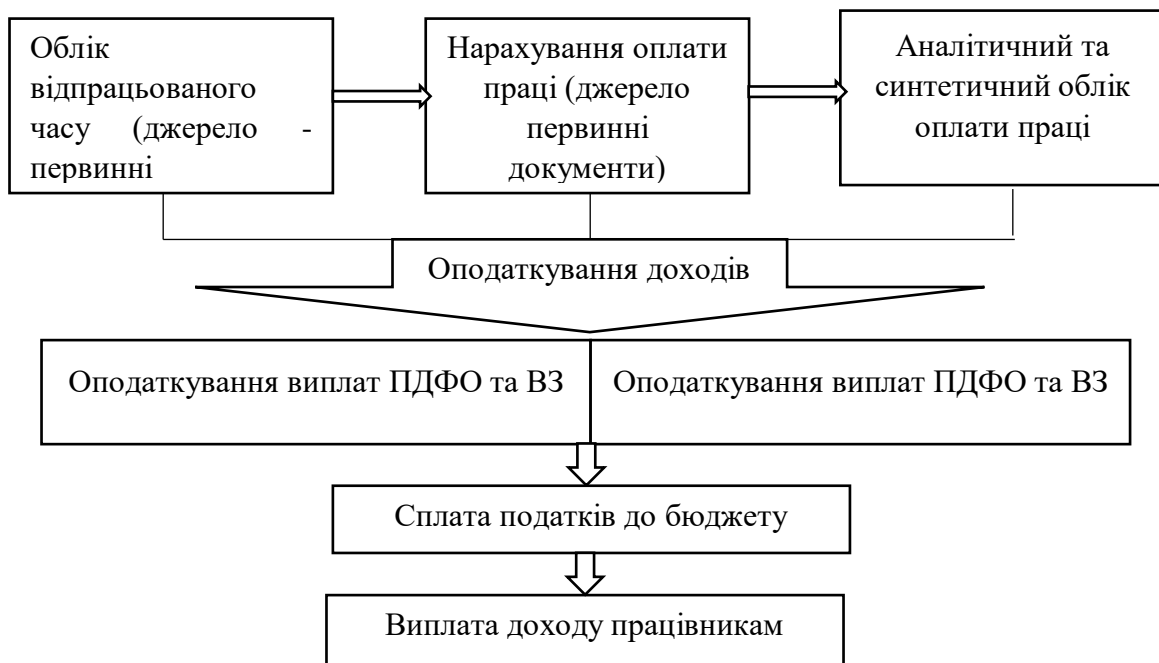 Облік
відпрацьованого
часу (джерело -
первинні
Нарахування оплати
праці (джерело
первинні
документи)
Аналітичний та
синтетичний облік
оплати праці
Оподаткування доходів
Оподаткування виплат ПДФО та ВЗ
Оподаткування виплат ПДФО та ВЗ
Сплата податків до бюджету
Виплата доходу працівникам